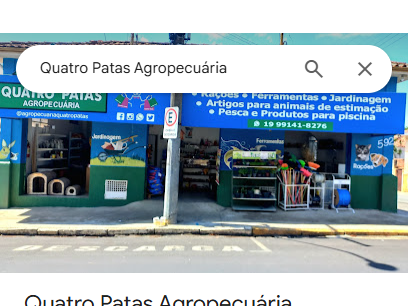 Quatro Patas Agropecuária
QUATRO PATAS
AGROPECUÁRIA
@agropecuariaquatropatas
• Rações • Ferramentas • Jardinagem
• Artigos para animais de estimação
• Pesca e Produtos para piscina
19 99141-8276
Jardinagem
Ferramentas
E
592
Rações
DESCARGA
Quatro Patas Agropecuária